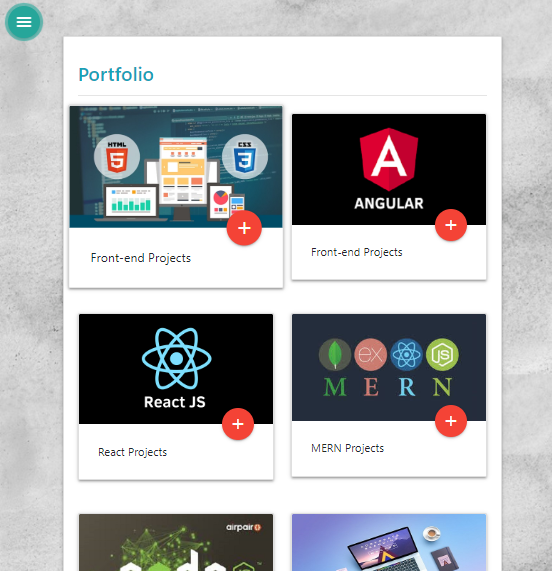 Portfolio
HTML
5
CSS
3
Front-end Projects
A
ANGULAR
Front-end Projects
React JS
React Projects
ex
JS
M E R N
MERN Projects
airpair
node